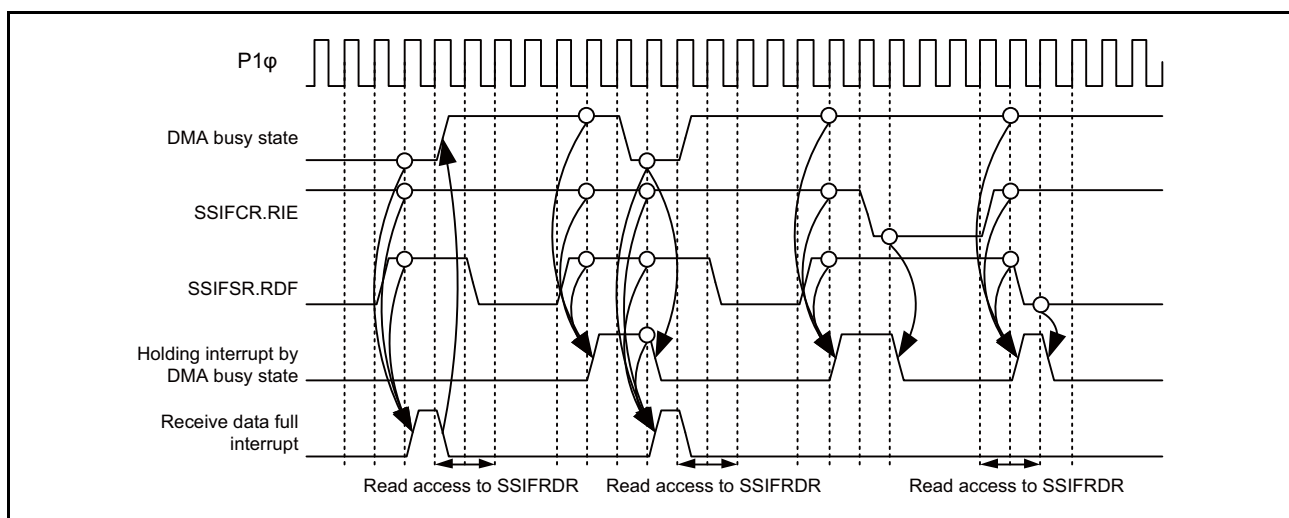 P1φ
DMA busy state
SSIFCR.RIE
SSIFSR.RDF
Holding interrupt by
DMA busy state
Receive data full
interrupt
Read access to SSIFRDR
Read access to SSIFRDR
Read access to SSIFRDR